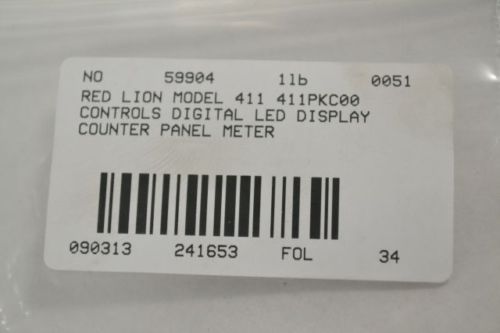 NO 59904 1lb 0051
RED LION MODEL 411 411PKC00
CONTROLS DIGITAL LED DISPLAY
COUNTER PANEL METER
090313 241653 FOL 34